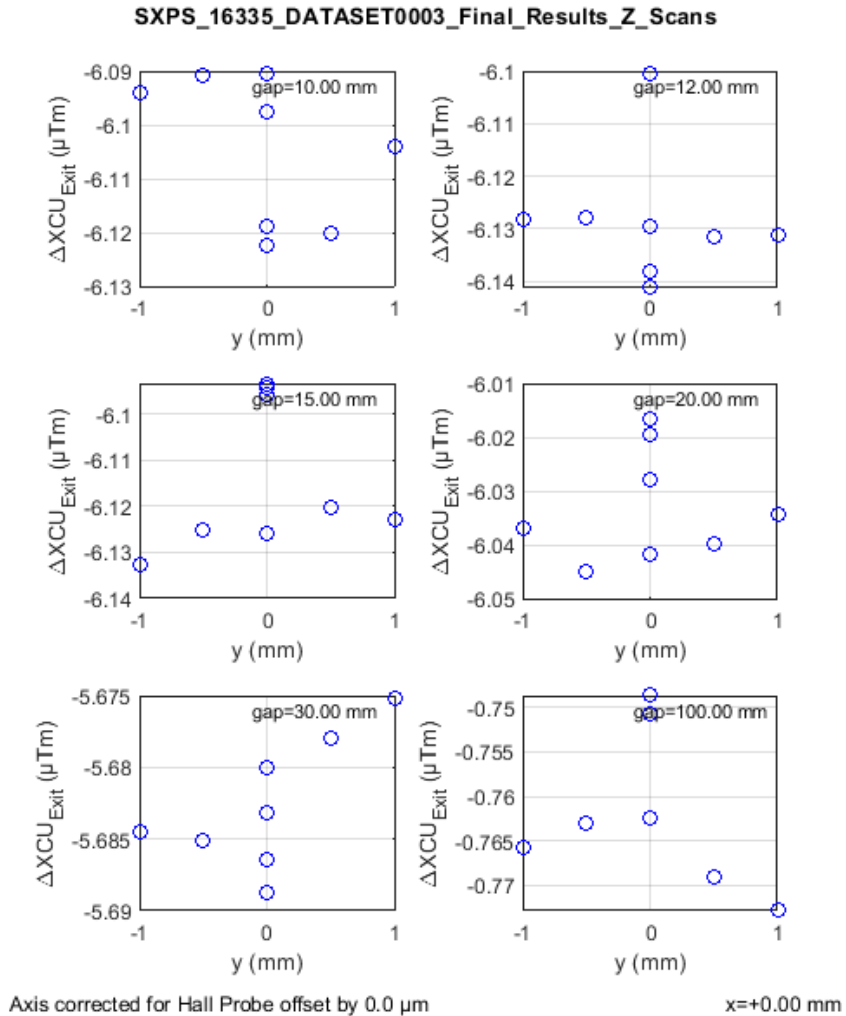 SXPS_16335_DATASET0003_Final_Results_Z_Scans
ΔXCU_Exit (µTm)
-6.09
-6.1
-6.11
-6.12
-6.13
gap=10.00 mm
-1
0
1
y (mm)
ΔXCU_Exit (µTm)
-6.1
-6.11
-6.12
-6.13
-6.14
gap=12.00 mm
-1
0
1
y (mm)
ΔXCU_Exit (µTm)
-6.1
-6.11
-6.12
-6.13
-6.14
gap=15.00 mm
-1
0
1
y (mm)
ΔXCU_Exit (µTm)
-6.01
-6.02
-6.03
-6.04
-6.05
gap=20.00 mm
-1
0
1
y (mm)
ΔXCU_Exit (µTm)
-5.675
-5.68
-5.685
-5.69
gap=30.00 mm
-1
0
1
y (mm)
ΔXCU_Exit (µTm)
-0.75
-0.755
-0.76
-0.765
-0.77
gap=100.00 mm
-1
0
1
y (mm)
Axis corrected for Hall Probe offset by 0.0 µm
x=+0.00 mm